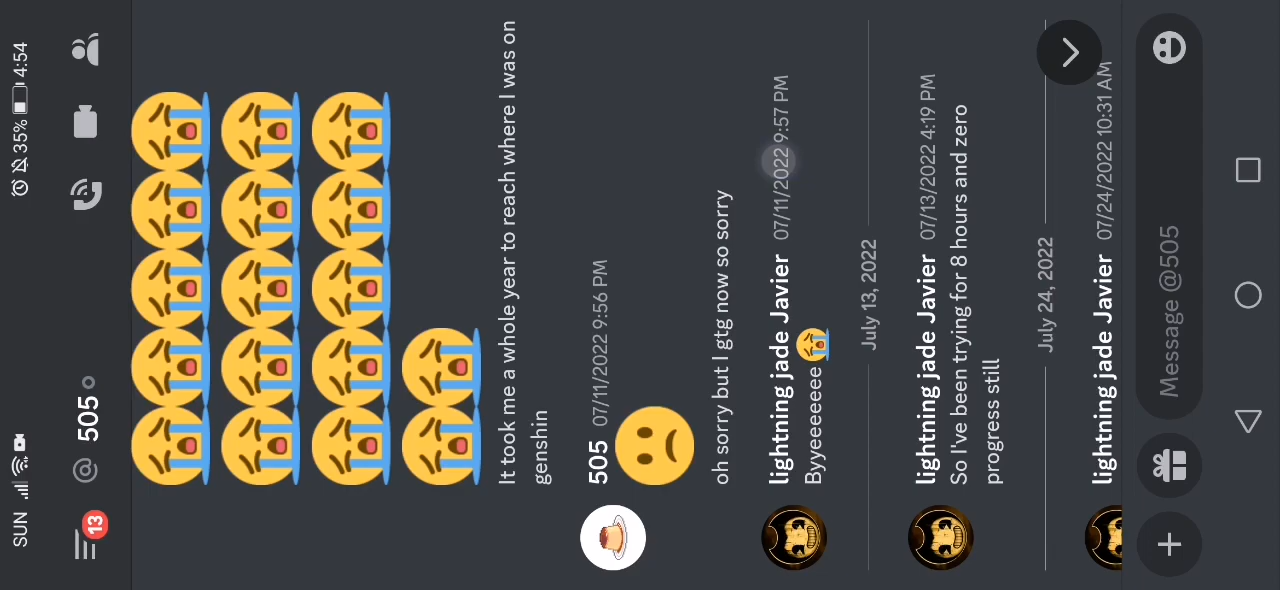 SUN 35% 4:54
13 @ 505
It took me a whole year to reach where I was on
genshin
505 07/11/2022 9:56 PM
oh sorry but I gtg now so sorry
lightning jade Javier 07/11/2022 9:57 PM
Byyeeeeeee
July 13, 2022
lightning jade Javier 07/13/2022 4:19 PM
So I've been trying for 8 hours and zero
progress still
July 24, 2022
lightning jade Javier 07/24/2022 10:31 AM
Message @505